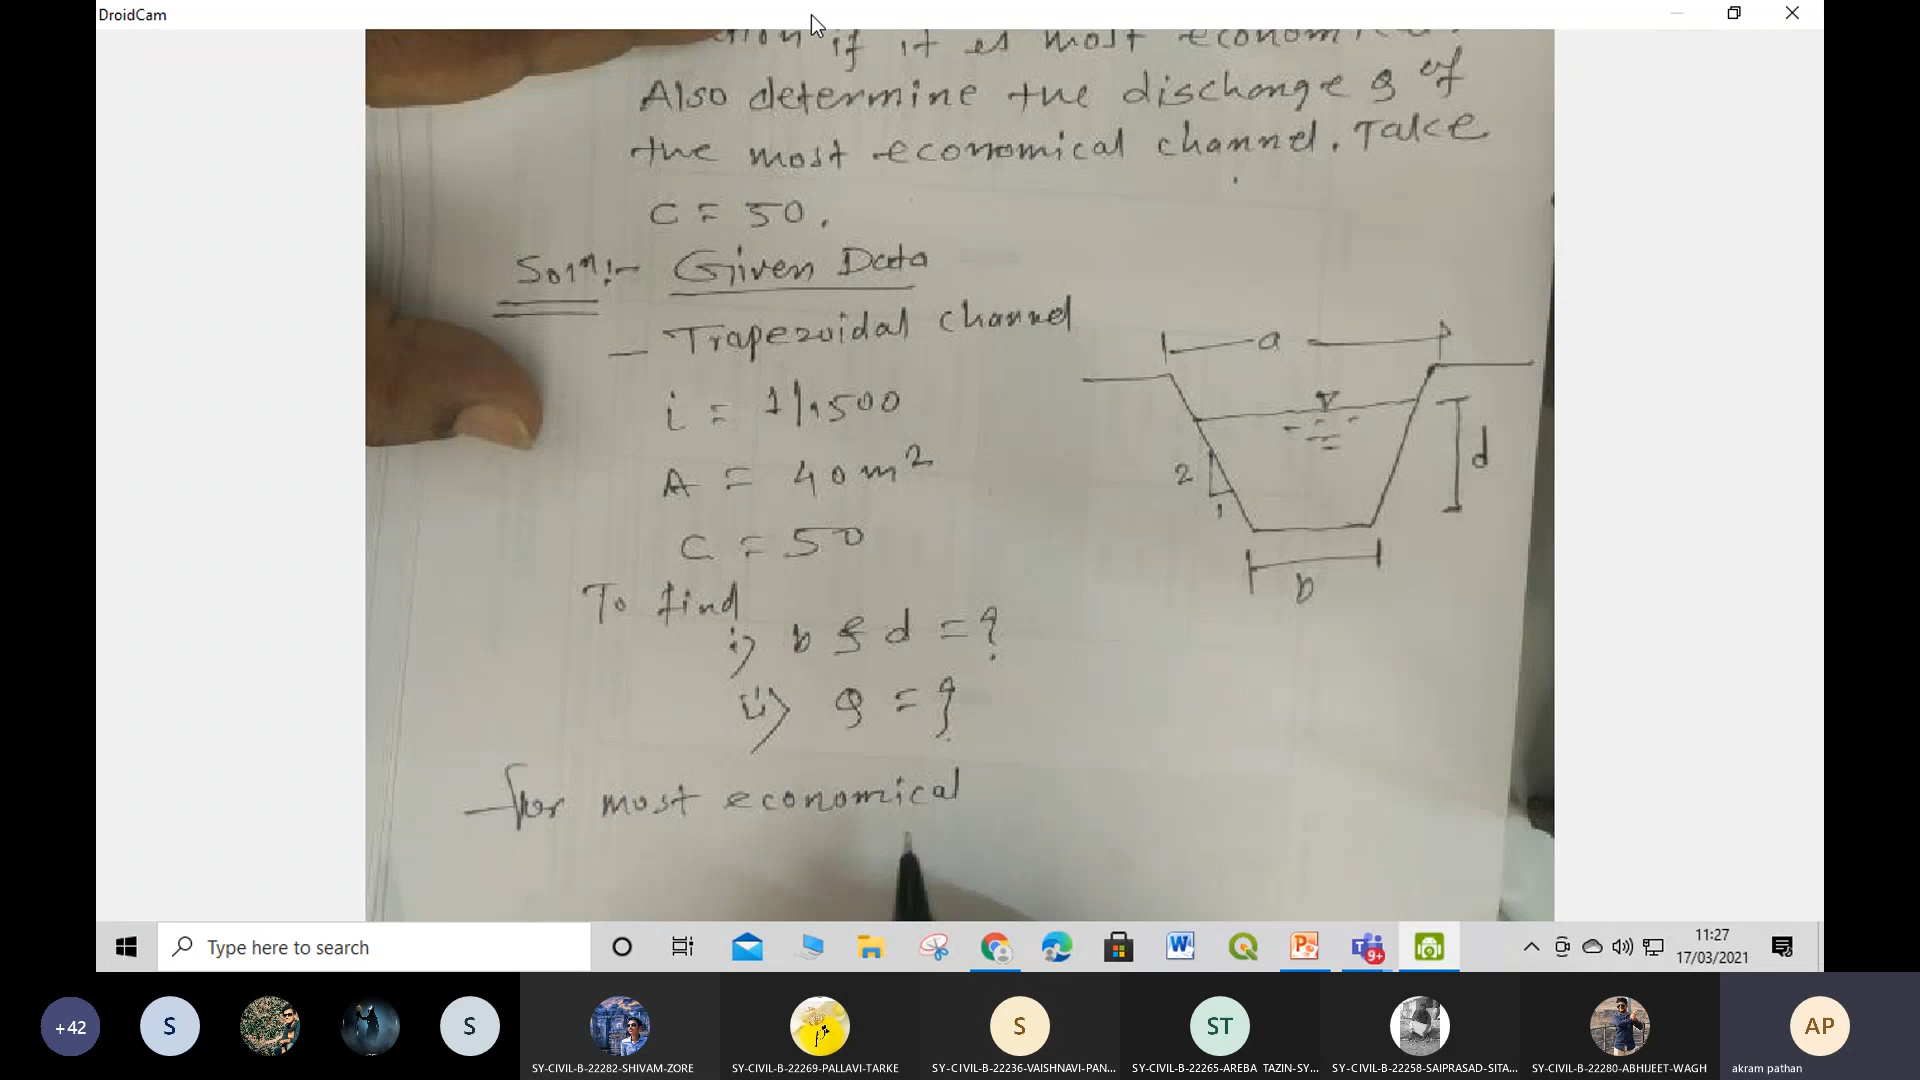 DroidCam
if it is most economical.
Also determine the discharge Q of
the most economical channel. Take
C = 50.
Soln:- Given Data
- Trapezoidal channel
a
i = 1/1500
A = 40 m²
2
1
d
C = 50
b
To find
i) b & d = ?
ii) Q = ?
- for most economical
Type here to search
9+
11:27
17/03/2021
+42
S
S
S
ST
AP
SY-CIVIL-B-22282-SHIVAM-ZORE
SY-CIVIL-B-22269-PALLAVI-TARKE
SY-CIVIL-B-22236-VAISHNAVI-PAN...
SY-CIVIL-B-22265-AREBA TAZIN-SY...
SY-CIVIL-B-22258-SAIPRASAD-SITA...
SY-CIVIL-B-22280-ABHIJEET-WAGH
akram pathan